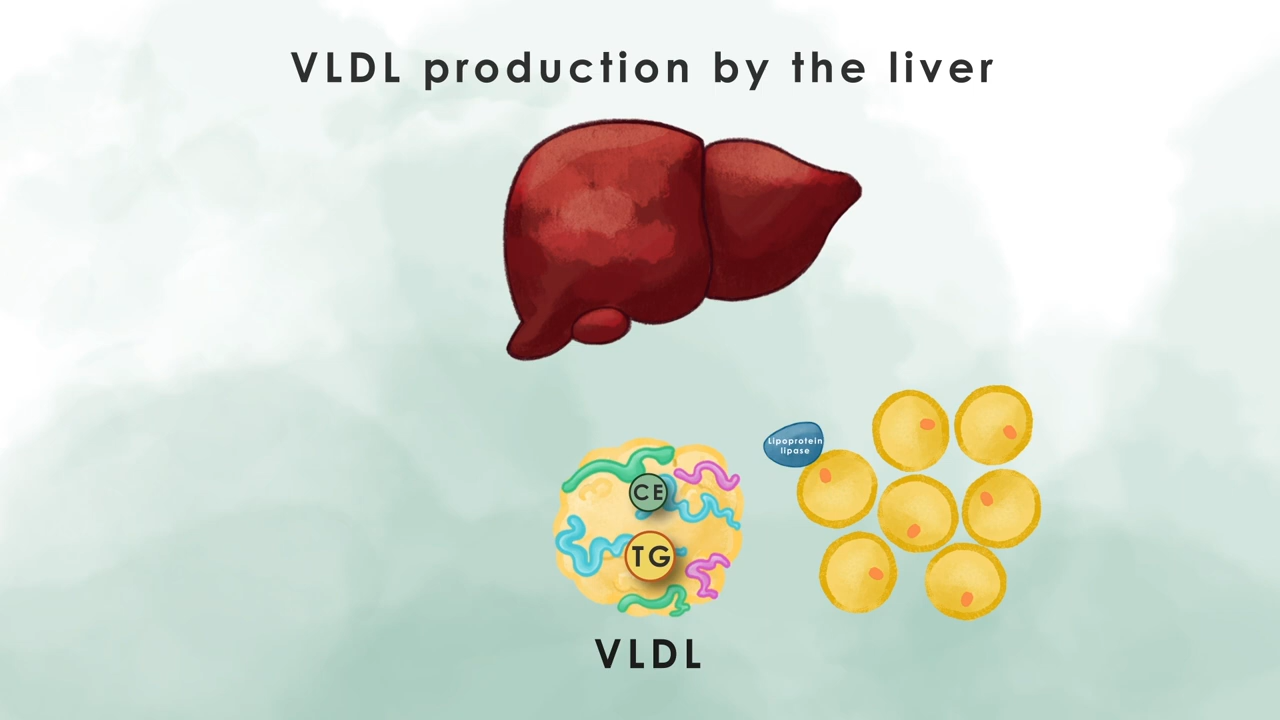 VLDL production by the liver
Lipoprotein
lipase
CE
TG
VLDL